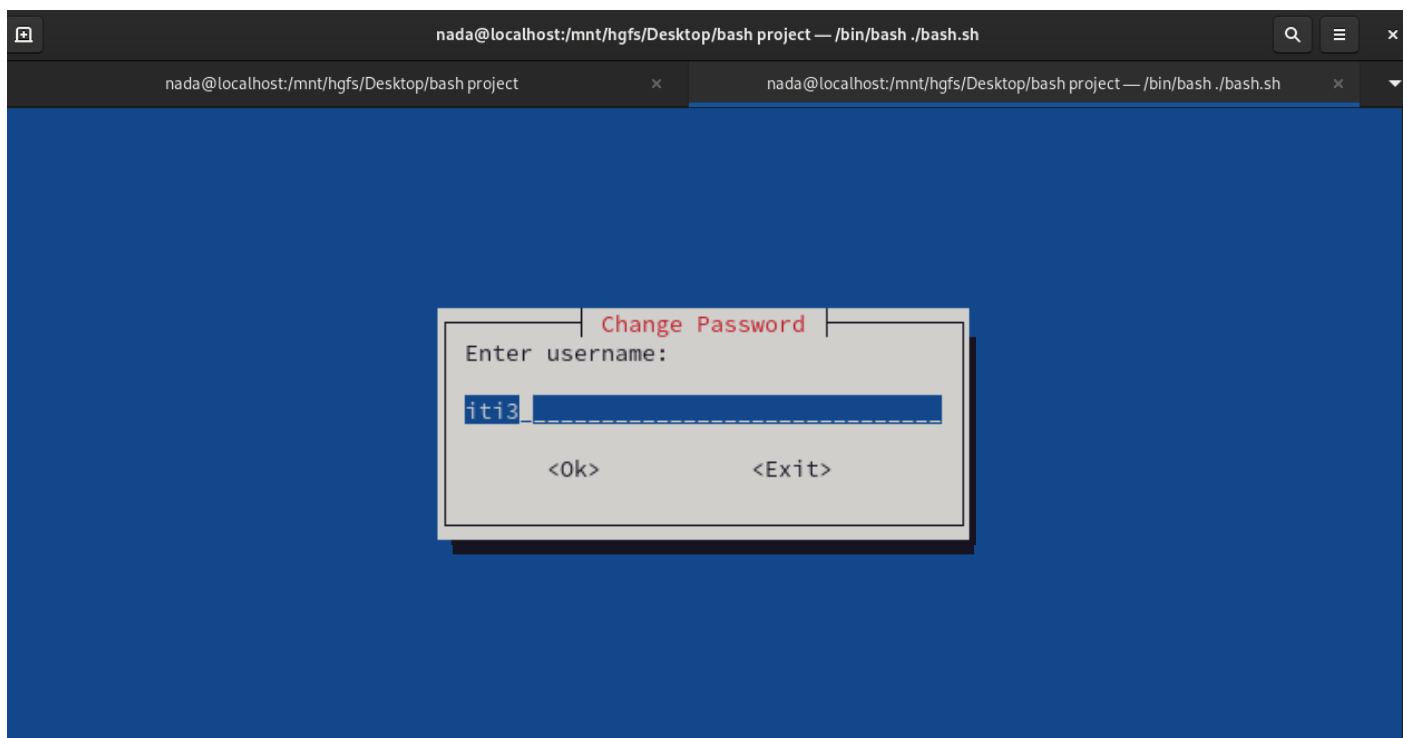 nada@localhost:/mnt/hgfs/Desktop/bash project — /bin/bash ./bash.sh
nada@localhost:/mnt/hgfs/Desktop/bash project
nada@localhost:/mnt/hgfs/Desktop/bash project — /bin/bash ./bash.sh
Change Password
Enter username:
iti3
<Ok> <Exit>